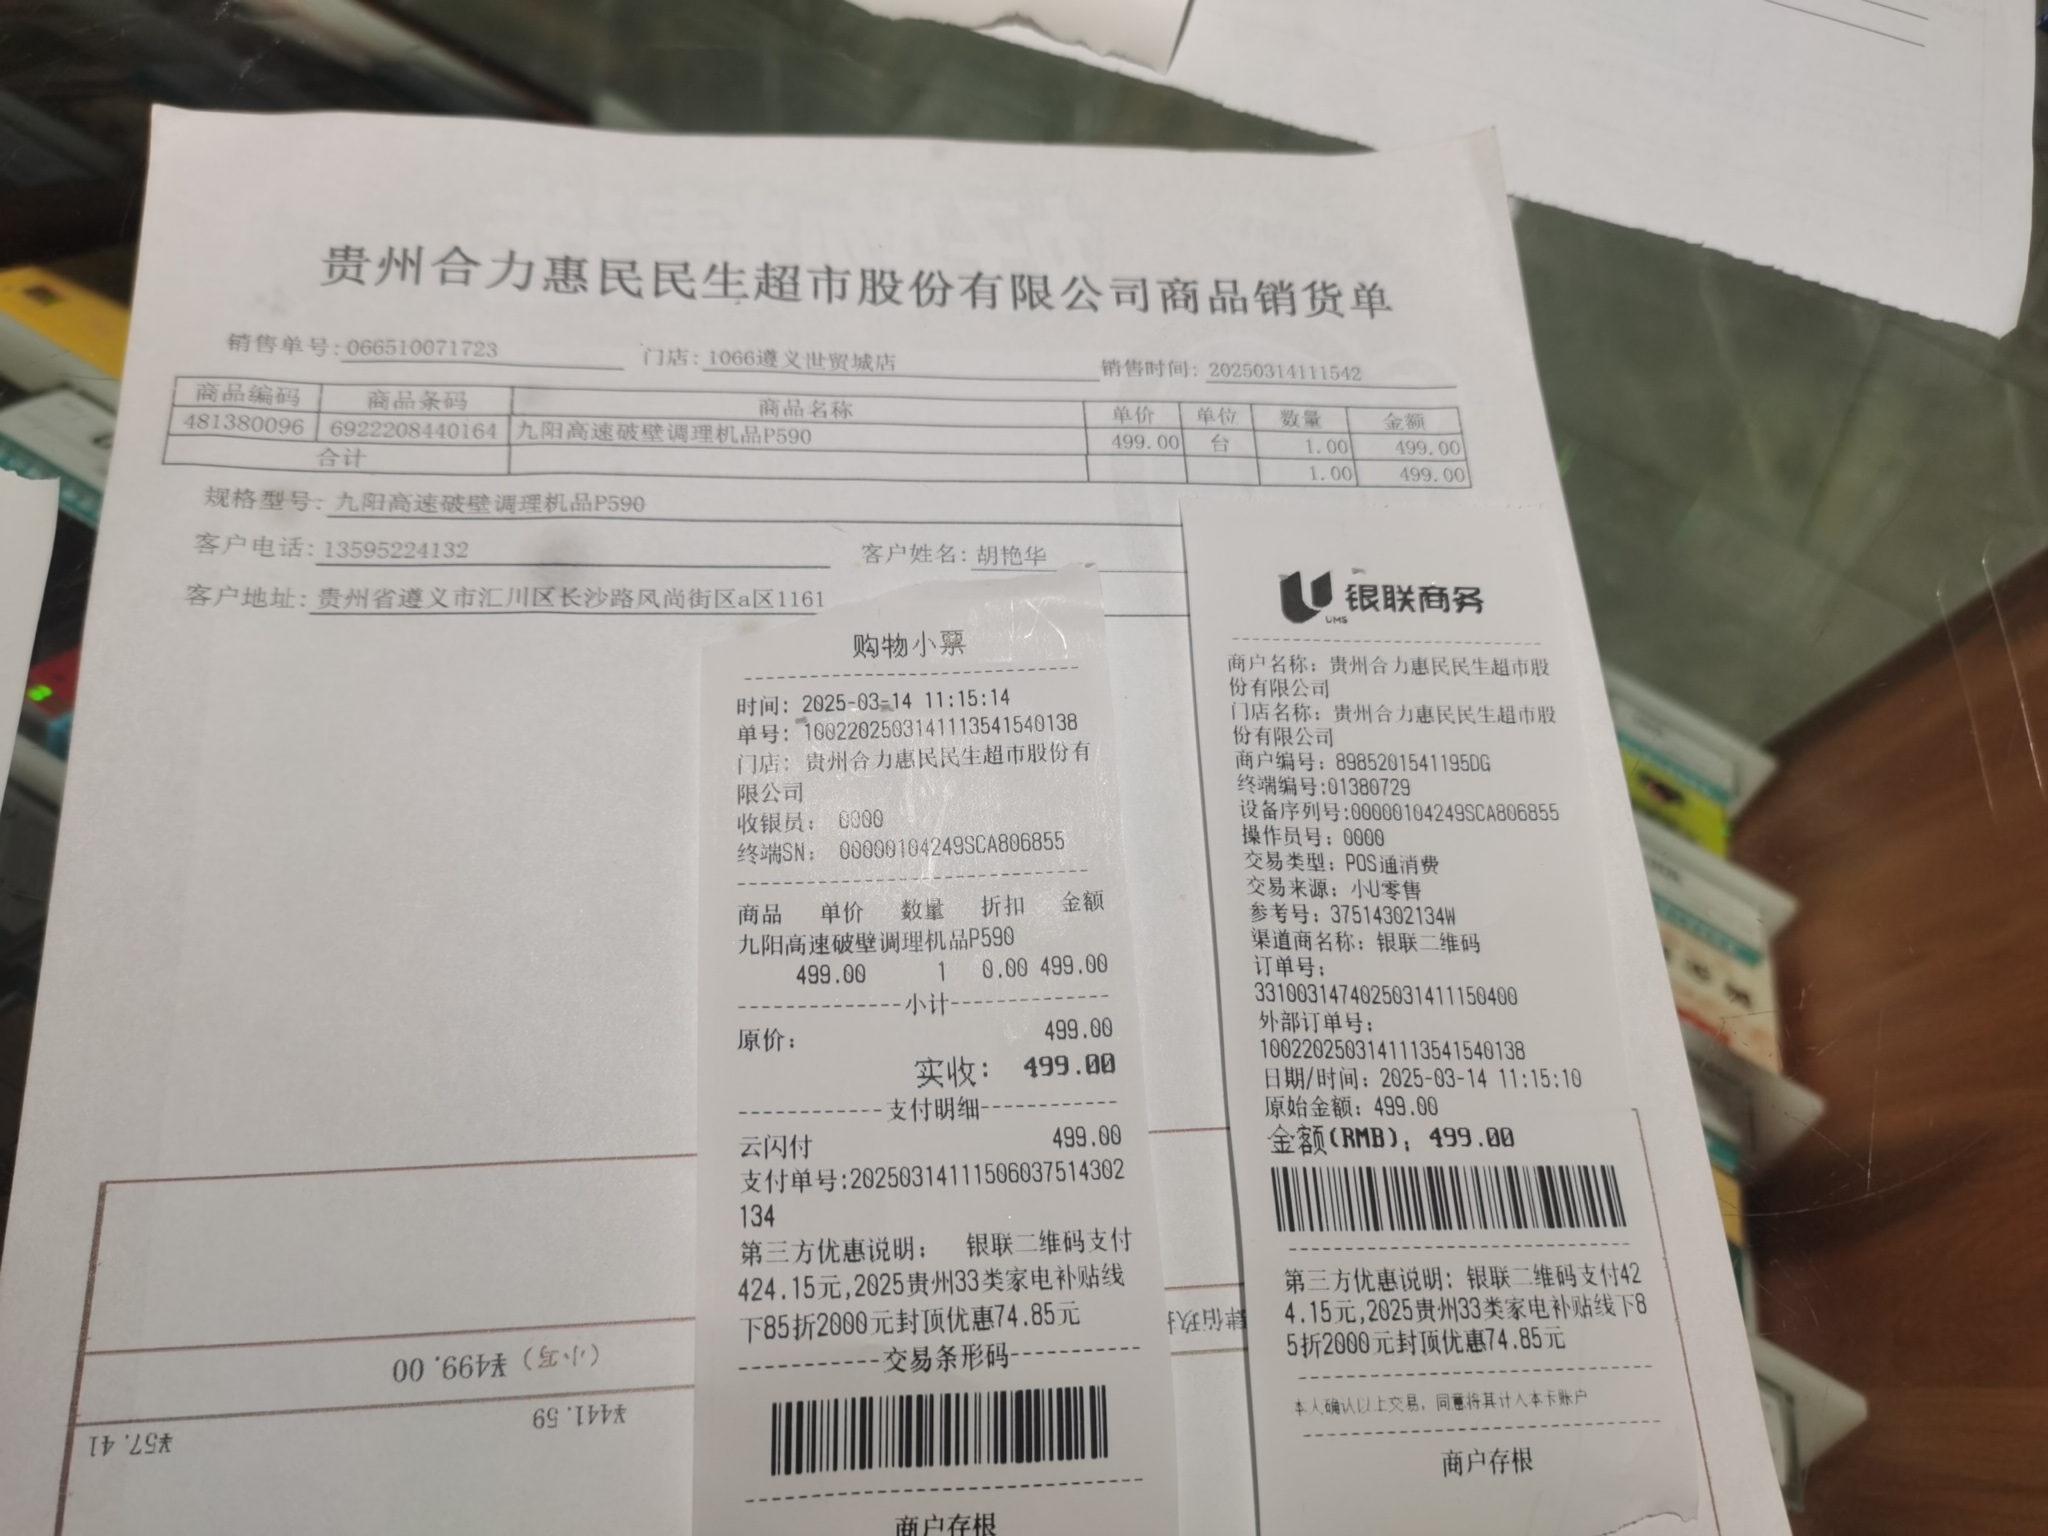 贵州合力惠民民生超市股份有限公司商品销货单
销售单号:066510071723 门店:1066遵义世贸城店 销售时间:20250314111542
商品编码 商品条码 商品名称 单价 单位 数量 金额
481380096 6922208440164 九阳高速破壁调理机品P590 499.00 台 1.00 499.00
合计 1.00 499.00
规格型号:九阳高速破壁调理机品P590
客户电话:13595224132 客户姓名:胡艳华
客户地址:贵州省遵义市汇川区长沙路风尚街区a区1161
购物小票
时间: 2025-03-14 11:15:14
单号: 10022025031411113541540138
门店: 贵州合力惠民民生超市股份有
限公司
收银员: 0000
终端SN: 00000104249SCA806855
商品 单价 数量 折扣 金额
九阳高速破壁调理机品P590
499.00 1 0.00 499.00
小计
原价: 499.00
实收: 499.00
支付明细
云闪付 499.00
支付单号:20250314111506037514302
134
第三方优惠说明: 银联二维码支付
424.15元,2025贵州33类家电补贴线
下85折2000元封顶优惠74.85元
交易条形码
商户存根
银联商务
UMS
商户名称: 贵州合力惠民民生超市股
份有限公司
门店名称: 贵州合力惠民民生超市股
份有限公司
商户编号: 8985201541195DG
终端编号:01380729
设备序列号:00000104249SCA806855
操作员号: 0000
交易类型: POS通消费
交易来源: 小U零售
参考号: 37514302134W
渠道商名称: 银联二维码
订单号:
3310031474025031411150400
外部订单号:
10022025031411113541540138
日期/时间: 2025-03-14 11:15:10
原始金额: 499.00
金额(RMB): 499.00
第三方优惠说明: 银联二维码支付42
4.15元,2025贵州33类家电补贴线下8
5折2000元封顶优惠74.85元
本人确认以上交易, 同意将其计入本卡账户
商户存根
(小写) ¥499.00
¥441.59
¥57.41